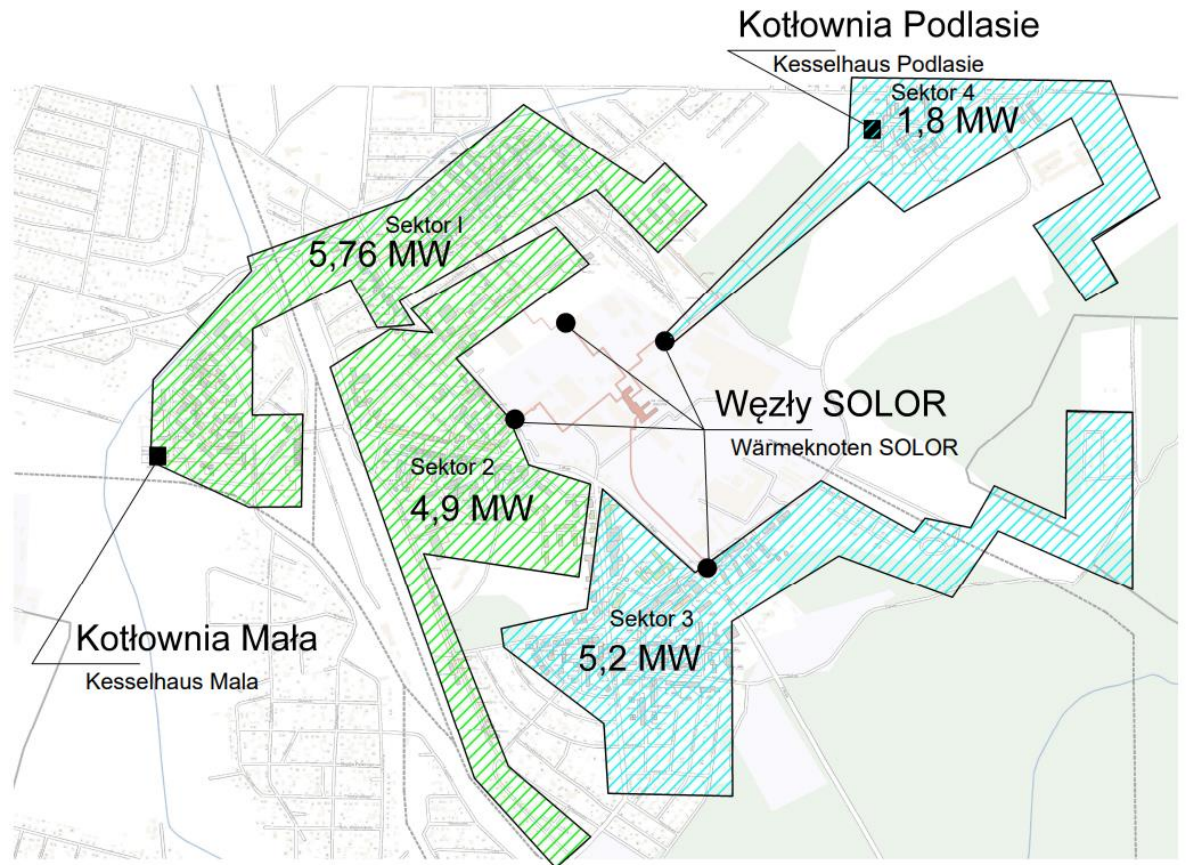 Kotłownia Podlasie
Kesselhaus Podlasie
Sektor 4
1,8 MW
Sektor I
5,76 MW
Węzły SOLOR
Wärmeknoten SOLOR
Sektor 2
4,9 MW
Sektor 3
5,2 MW
Kotłownia Mała
Kesselhaus Mala